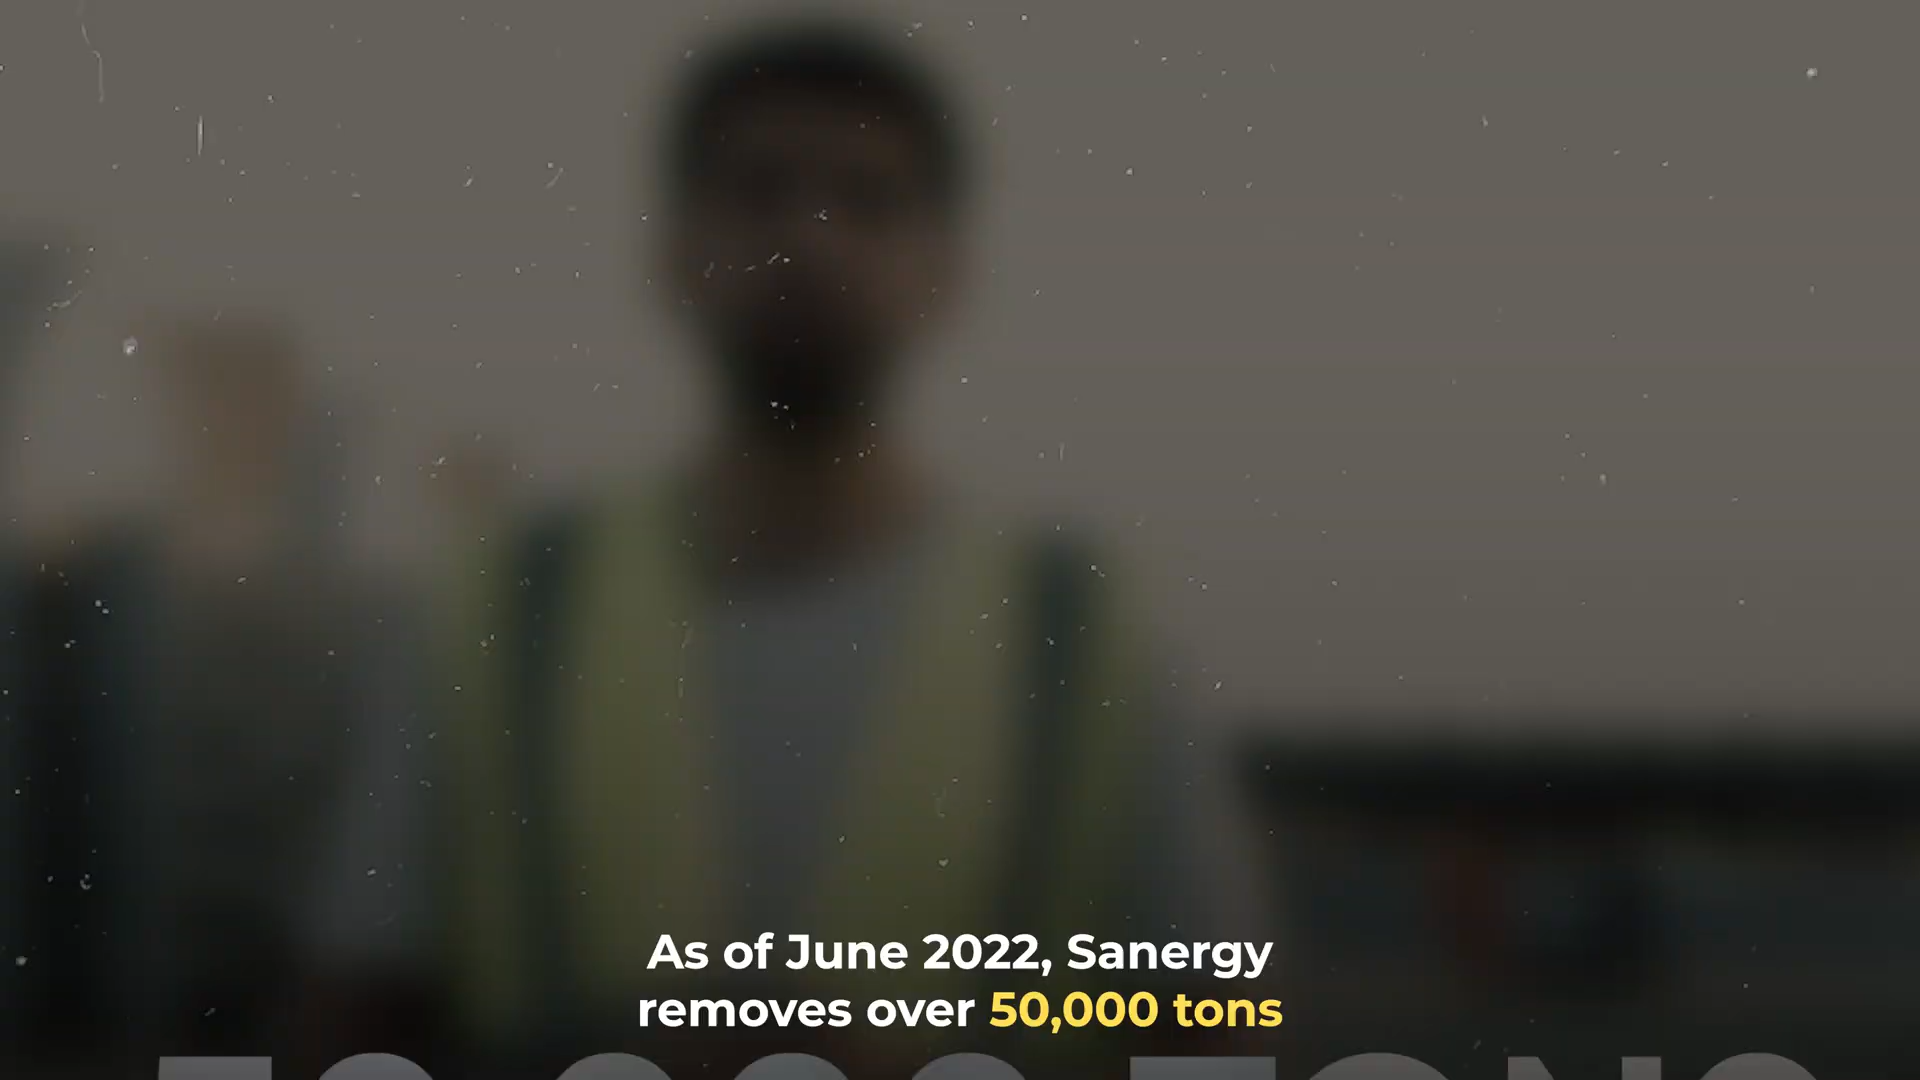 As of June 2022, Sanergy
removes over 50,000 tons